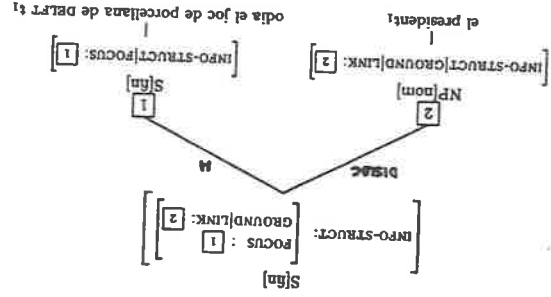 S[fin]
INFO-STRUCT: [FOCUS : [1]
GROUND|LINK: [2]]
DISLOC H
[2] [1]
NP[nom] S[fin]
[INFO-STRUCT|GROUND|LINK: [2]] [INFO-STRUCT|FOCUS: [1]]
el president₁ odia el joc de porcellana de DELFT t₁